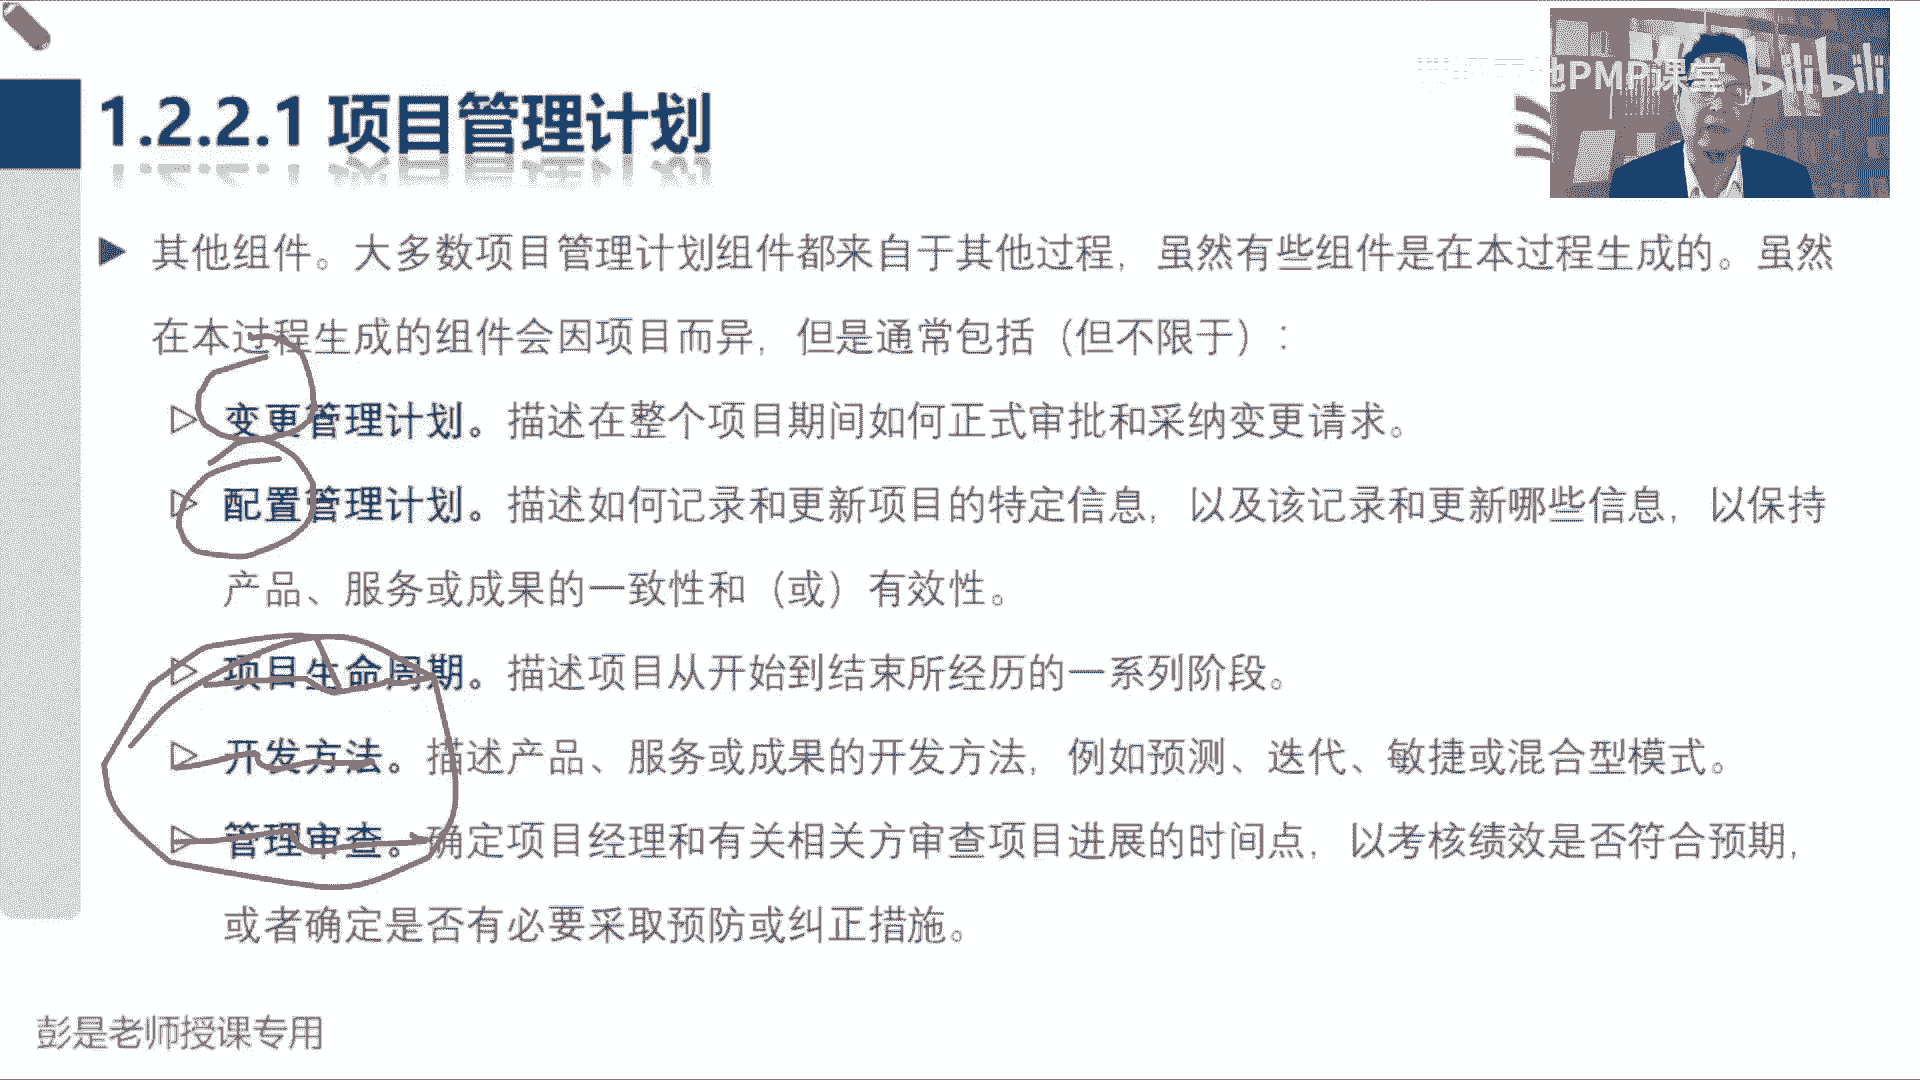 1.2.2.1 项目管理计划
池PMP课堂 bilibili
其他组件。大多数项目管理计划组件都来自于其他过程，虽然有些组件是在本过程生成的。虽然
在本过程生成的组件会因项目而异，但是通常包括（但不限于）：
变更管理计划。描述在整个项目期间如何正式审批和采纳变更请求。
配置管理计划。描述如何记录和更新项目的特定信息，以及该记录和更新哪些信息，以保持
产品、服务或成果的一致性和（或）有效性。
项目生命周期。描述项目从开始到结束所经历的一系列阶段。
开发方法。描述产品、服务或成果的开发方法，例如预测、迭代、敏捷或混合型模式。
管理审查。确定项目经理和有关相关方审查项目进展的时间点，以考核绩效是否符合预期，
或者确定是否有必要采取预防或纠正措施。
彭是老师授课专用